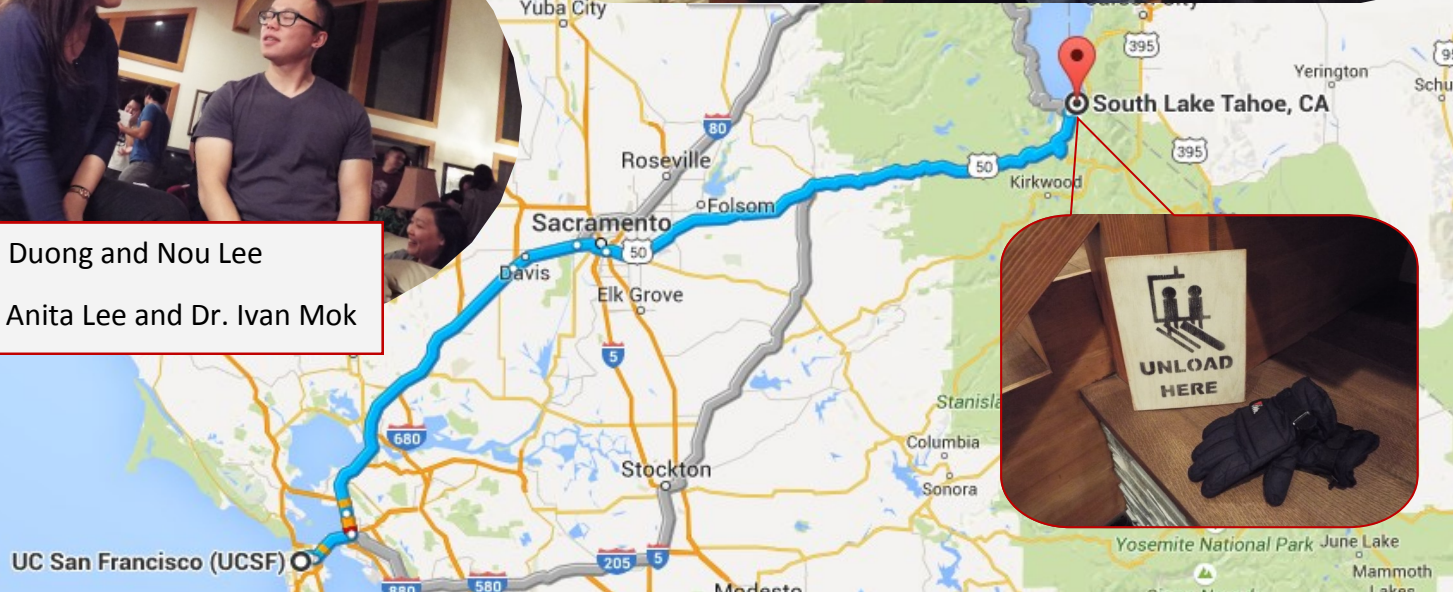 Yuba City
395
Yerington
South Lake Tahoe, CA
80
Roseville
395
50
Kirkwood
Folsom
Sacramento
50
Duong and Nou Lee
Davis
Elk Grove
Anita Lee and Dr. Ivan Mok
5
UNLOAD
HERE
680
Columbia
Stockton
Sonora
UC San Francisco (UCSF)
205
5
580
880
Yosemite National Park
June Lake
Mammoth
Lakes
Modesto